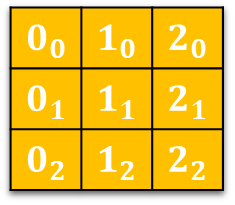 0₀ 1₀ 2₀
0₁ 1₁ 2₁
0₂ 1₂ 2₂